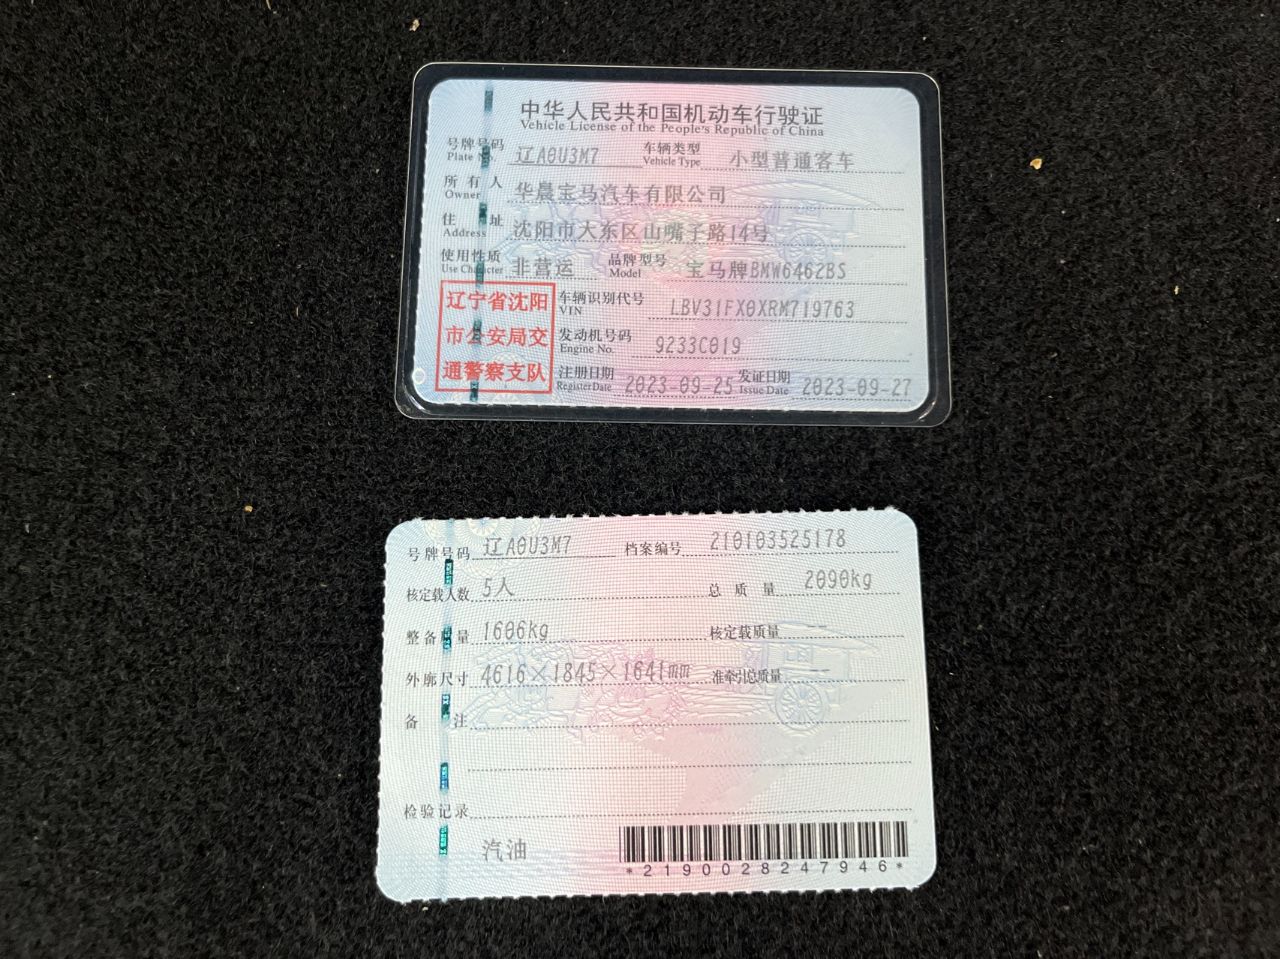 中华人民共和国机动车行驶证
Vehicle License of the People's Republic of China
号牌号码 辽A0U3M7 车辆类型 小型普通客车
Plate No. Vehicle Type
所有人 华晨宝马汽车有限公司
Owner
住址 沈阳市大东区山嘴子路14号
Address
使用性质 非营运 品牌型号 宝马牌BMW6462BS
Use Character Model
辽宁省沈阳
市公安局交
通警察支队
车辆识别代号 LBV31FX0XRM719763
VIN
发动机号码 9233C019
Engine No.
注册日期 2023-09-25 发证日期 2023-09-27
Register Date Issue Date
号牌号码 辽A0U3M7 档案编号 210103525178
核定载人数 5人 总质量 2090kg
整备质量 1606kg 核定载质量
外廓尺寸 4616×1845×1641mm 准牵引总质量
备注
检验记录
汽油
*2190028247946*